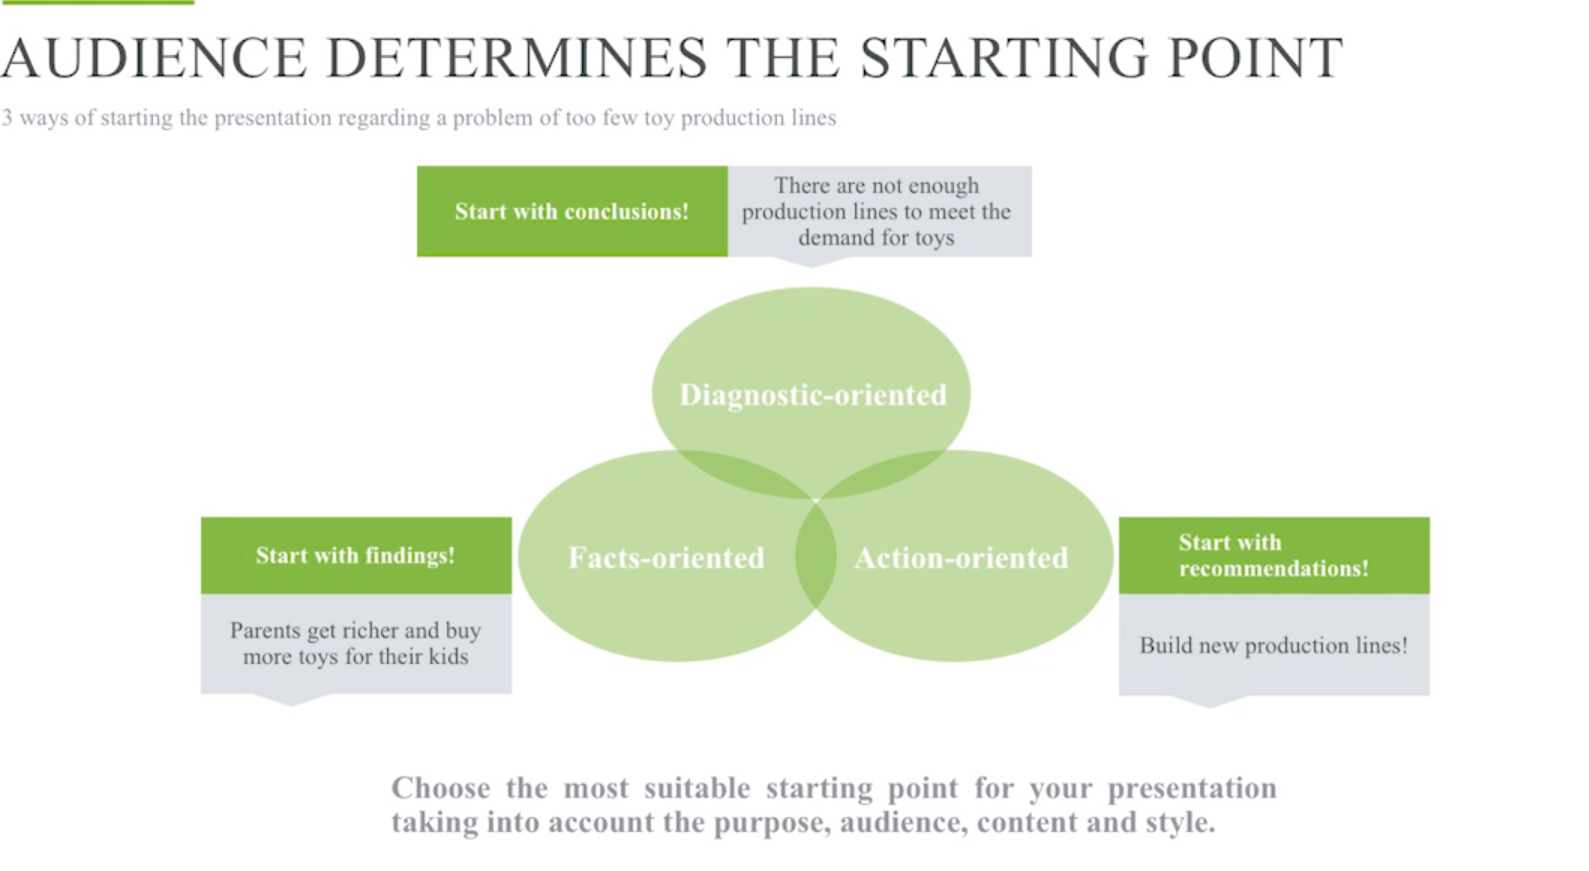 AUDIENCE DETERMINES THE STARTING POINT
3 ways of starting the presentation regarding a problem of too few toy production lines
Start with conclusions!
There are not enough
production lines to meet the
demand for toys
Diagnostic-oriented
Facts-oriented
Action-oriented
Start with findings!
Parents get richer and buy
more toys for their kids
Start with
recommendations!
Build new production lines!
Choose the most suitable starting point for your presentation
taking into account the purpose, audience, content and style.